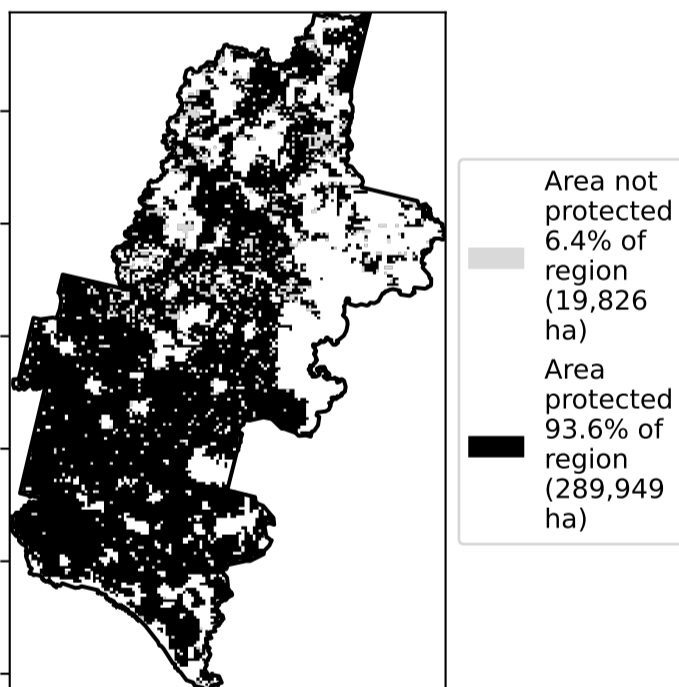 Area not
protected
6.4% of
region
(19,826
ha)
Area
protected
93.6% of
region
(289,949
ha)